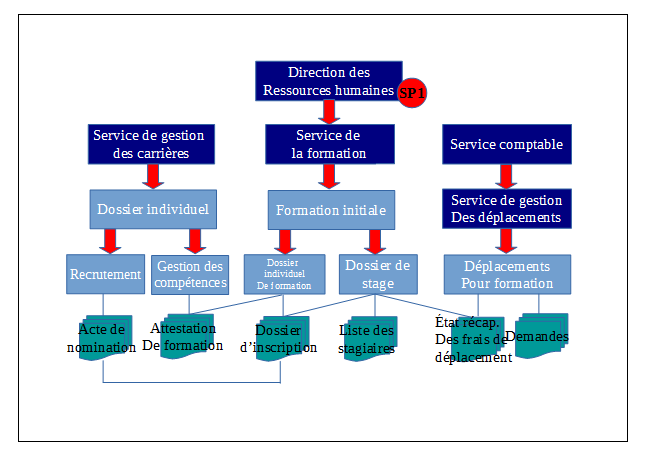 Direction des
Ressources humaines
SP1
Service de gestion
des carrières
Service de
la formation
Service comptable
Dossier individuel
Formation initiale
Service de gestion
Des déplacements
Recrutement
Gestion des
compétences
Dossier
individuel
De formation
Dossier de
stage
Déplacements
Pour formation
Acte de
nomination
Attestation
De formation
Dossier
d’inscription
Liste des
stagiaires
État récap.
Des frais de
déplacement
Demandes